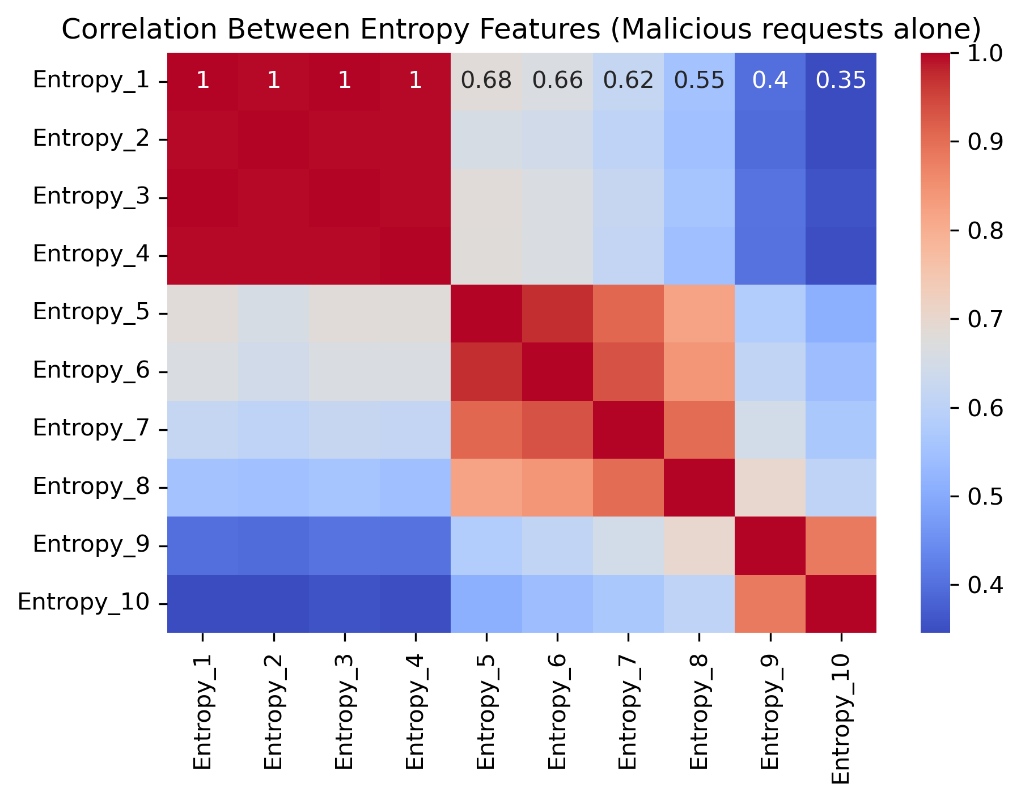 Correlation Between Entropy Features (Malicious requests alone)
Entropy_1 1 1 1 1 0.68 0.66 0.62 0.55 0.4 0.35
Entropy_2
Entropy_3
Entropy_4
Entropy_5
Entropy_6
Entropy_7
Entropy_8
Entropy_9
Entropy_10
Entropy_1 Entropy_2 Entropy_3 Entropy_4 Entropy_5 Entropy_6 Entropy_7 Entropy_8 Entropy_9 Entropy_10
1.0
0.9
0.8
0.7
0.6
0.5
0.4